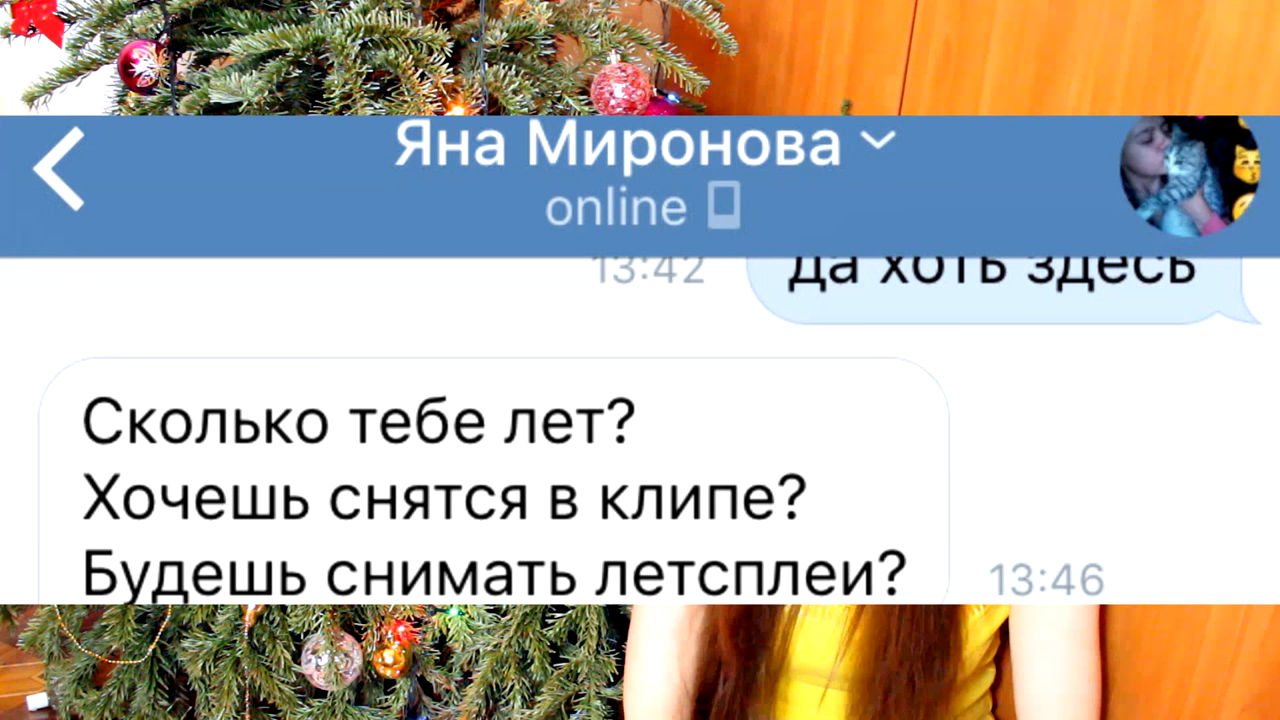 Яна Миронова
online
13:42
да хоть здесь
Сколько тебе лет?
Хочешь снятся в клипе?
Будешь снимать летсплеи?
13:46